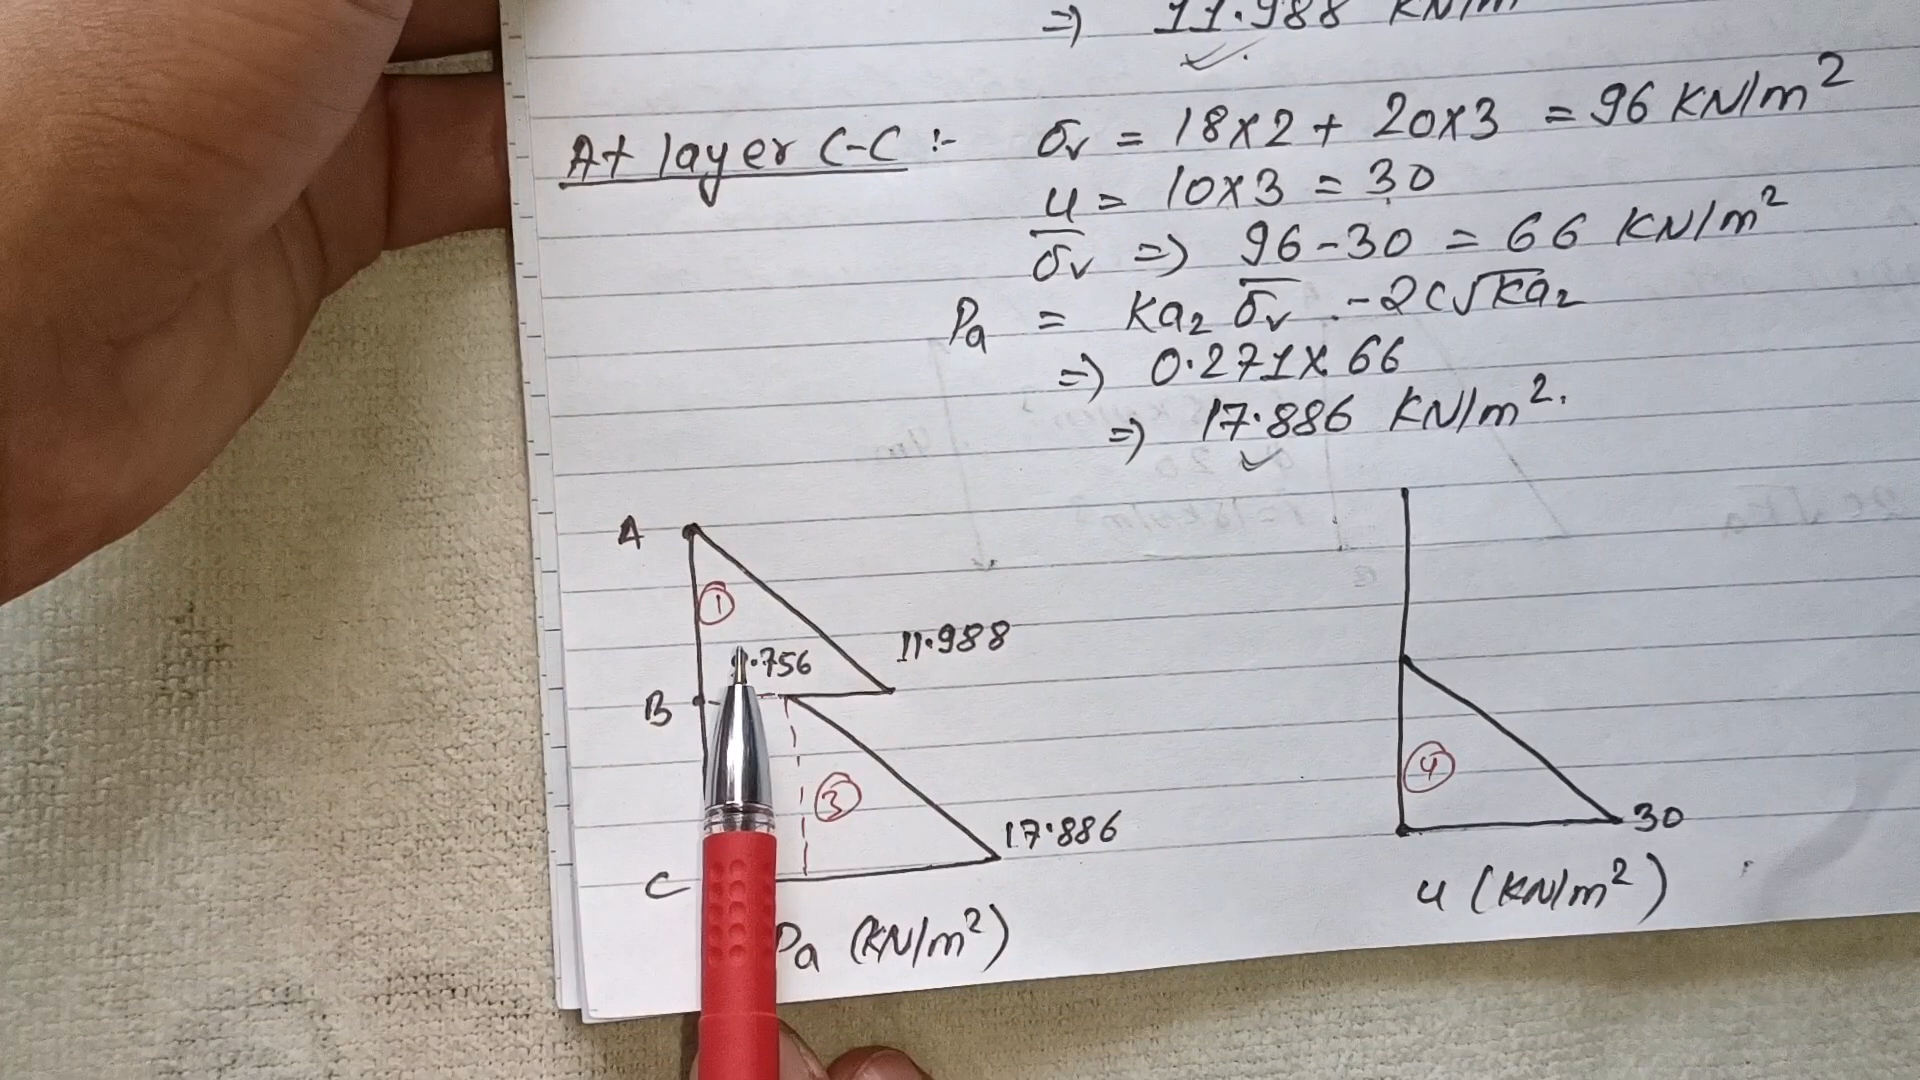 =) 11.988 KN/m
At layer C-C :- σv = 18x2 + 20x3 = 96 KN/m²
u = 10x3 = 30
σ̅v =) 96-30 = 66 KN/m²
Pa = Ka₂ σ̅v - 2C√Ka₂
=) 0.271x 66
=) 17.886 KN/m².
A
①
11.988
.756
B
③
④
17.886
30
C
Pa (KN/m²)
u (KN/m²)